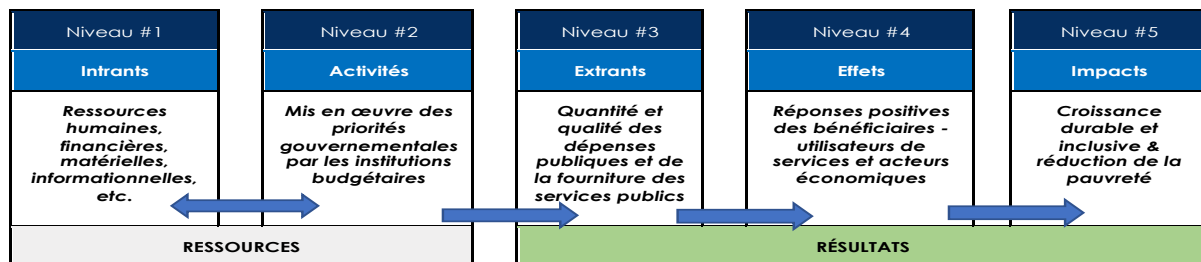 Niveau #1
Intrants
Ressources
humaines,
financières,
matérielles,
informationnelles,
etc.
Niveau #2
Activités
Mis en œuvre des
priorités
gouvernementales
par les institutions
budgétaires
Niveau #3
Extrants
Quantité et
qualité des
dépenses
publiques et de
la fourniture des
services publics
Niveau #4
Effets
Réponses positives
des bénéficiaires -
utilisateurs de
services et acteurs
économiques
Niveau #5
Impacts
Croissance
durable et
inclusive &
réduction de la
pauvreté
RESSOURCES
RÉSULTATS